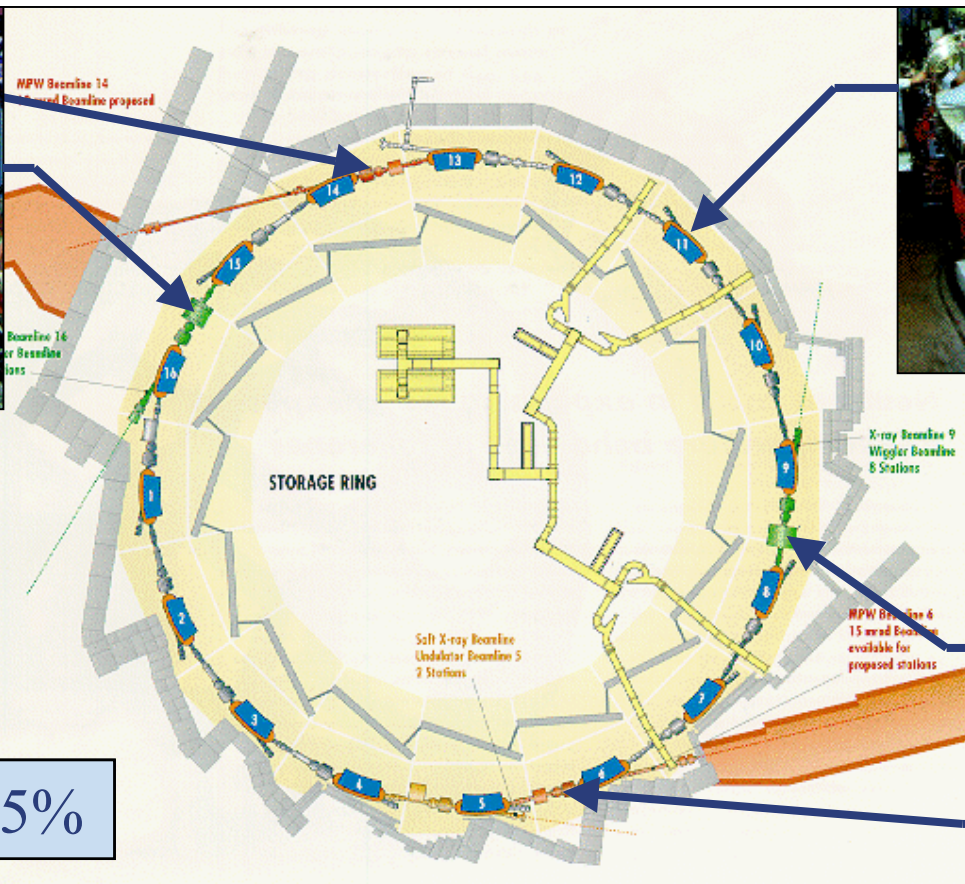 MPW Beamline 14
Beamline proposed
13
14
12
11
15
10
Beamline 16
Beamline
16
X-ray Beamline 9
Wiggler Beamline
8 Stations
9
STORAGE RING
1
8
MPW 6
15 mrad
available for
proposed stations
2
Soft X-ray Beamline
Undulator Beamline 5
2 Stations
7
3
6
4
5
5%